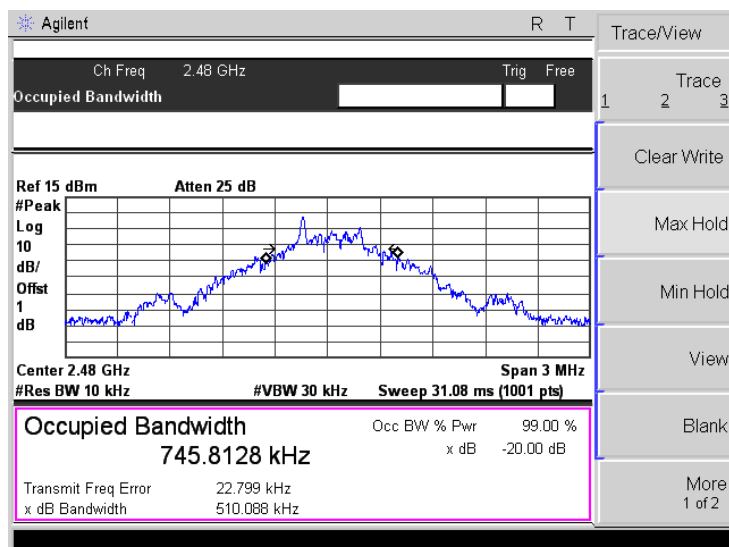 Agilent R T
Trace/View
Ch Freq 2.48 GHz Trig Free
Occupied Bandwidth
Trace
1 2 3
Clear Write
Max Hold
Min Hold
View
Blank
More
1 of 2
Ref 15 dBm Atten 25 dB
#Peak
Log
10
dB/
Offst
1
dB
Center 2.48 GHz Span 3 MHz
#Res BW 10 kHz #VBW 30 kHz Sweep 31.08 ms (1001 pts)
Occupied Bandwidth Occ BW % Pwr 99.00 %
745.8128 kHz x dB -20.00 dB
Transmit Freq Error 22.799 kHz
x dB Bandwidth 510.088 kHz